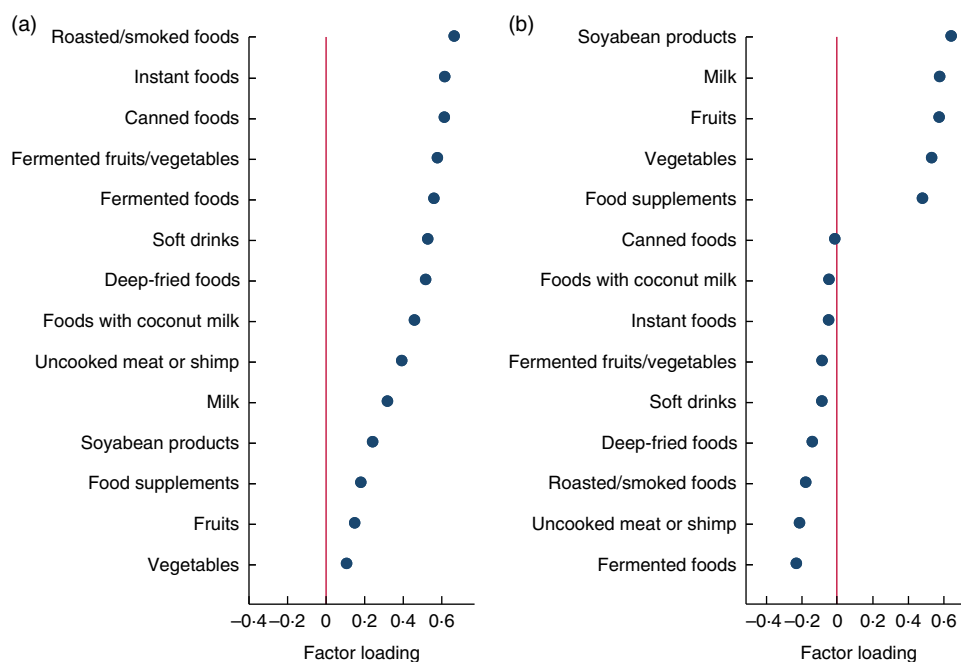 (a)
Roasted/smoked foods
Instant foods
Canned foods
Fermented fruits/vegetables
Fermented foods
Soft drinks
Deep-fried foods
Foods with coconut milk
Uncooked meat or shimp
Milk
Soyabean products
Food supplements
Fruits
Vegetables
–0·4 –0·2 0 0·2 0·4 0·6
Factor loading
(b)
Soyabean products
Milk
Fruits
Vegetables
Food supplements
Canned foods
Foods with coconut milk
Instant foods
Fermented fruits/vegetables
Soft drinks
Deep-fried foods
Roasted/smoked foods
Uncooked meat or shimp
Fermented foods
–0·4 –0·2 0 0·2 0·4 0·6
Factor loading